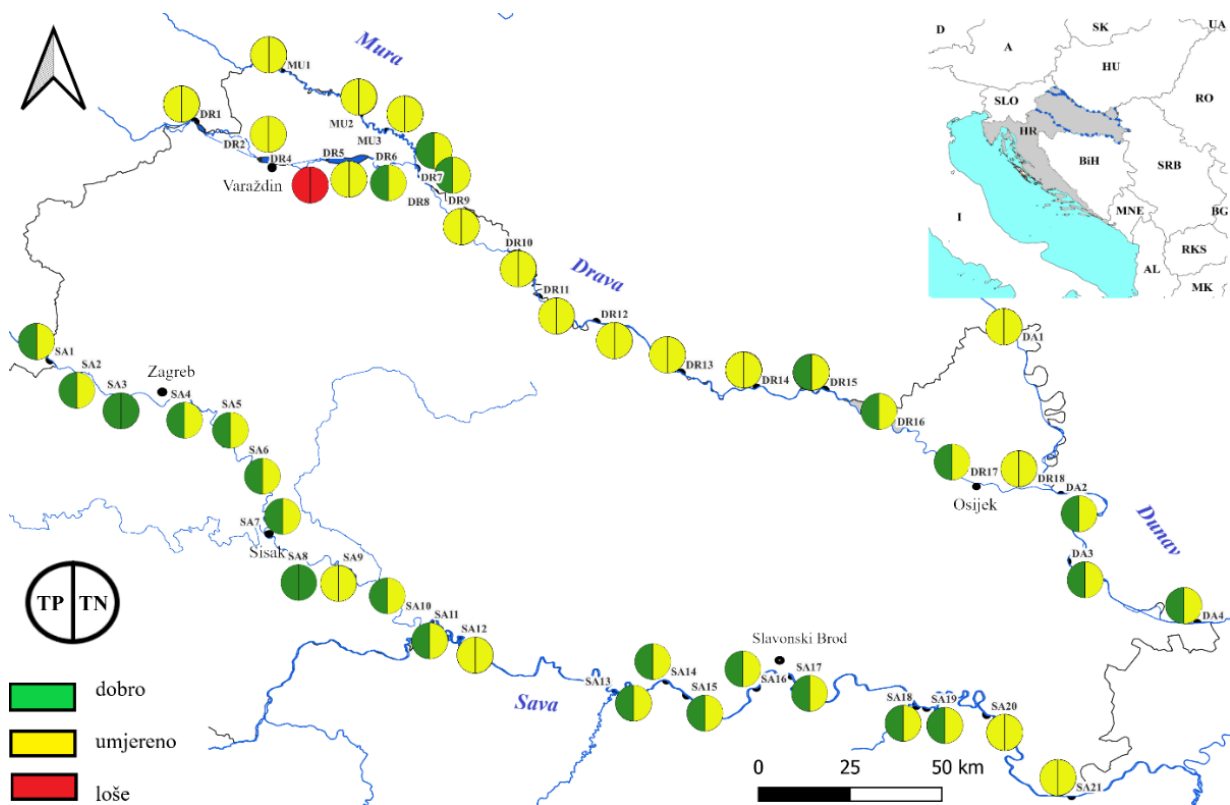 Mura
MU1
MU2
MU3
DR1
DR2
DR4
DR5
DR6
DR7
DR8
DR9
Varaždin
DR10
DR11
Drava
DR12
DR13
DR14
DR15
DR16
DR17
DR18
Osijek
DA1
DA2
DA3
DA4
Dunav
SA1
SA2
SA3
Zagreb
SA4
SA5
SA6
SA7
Sisak
SA8
SA9
SA10
SA11
SA12
Sava
SA13
SA14
SA15
Slavonski Brod
SA16
SA17
SA18
SA19
SA20
SA21
D
A
SK
UA
HU
SLO
RO
HR
BiH
SRB
I
MNE
BG
RKS
AL
MK
TP TN
dobro
umjereno
loše
0 25 50 km